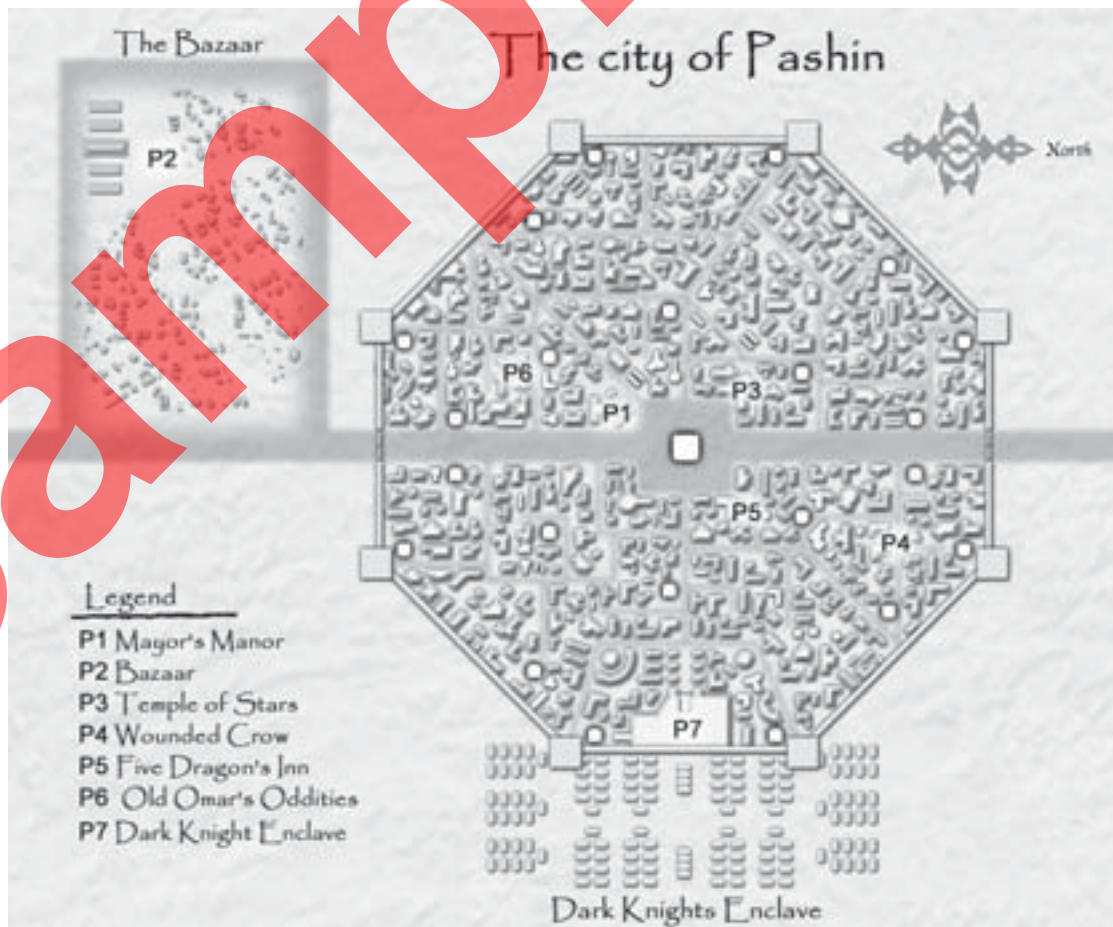 The Bazaar
The city of Pashin
North
P2
P6
P1
P3
P5
P4
P7
Legend
P1 Mayor's Manor
P2 Bazaar
P3 Temple of Stars
P4 Wounded Crow
P5 Five Dragon's Inn
P6 Old Omar's Oddities
P7 Dark Knight Enclave
Dark Knights Enclave
amp